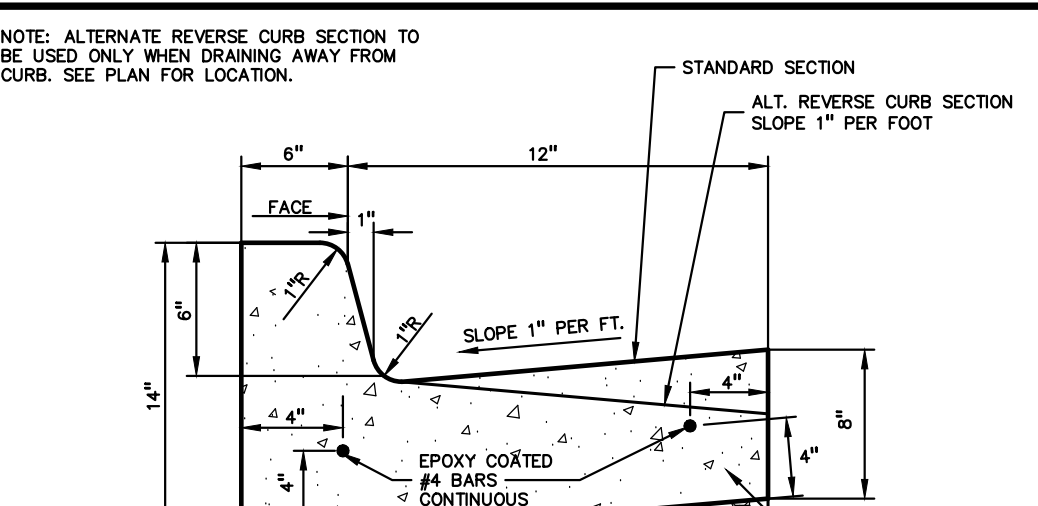 NOTE: ALTERNATE REVERSE CURB SECTION TO
BE USED ONLY WHEN DRAINING AWAY FROM
CURB. SEE PLAN FOR LOCATION.
STANDARD SECTION
ALT. REVERSE CURB SECTION
SLOPE 1" PER FOOT
6"
12"
FACE
1"
1"R
1"R
6"
SLOPE 1" PER FT.
14"
4"
4"
8"
4"
4"
EPOXY COATED
#4 BARS
CONTINUOUS